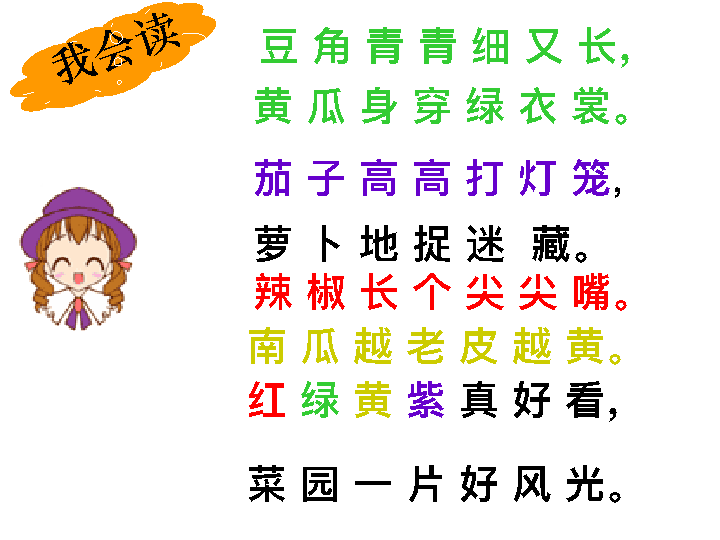 我会读
豆角青青细又长，
黄瓜身穿绿衣裳。
茄子高高打灯笼，
萝卜地捉迷 藏。
辣椒长个尖尖嘴。
南瓜越老皮越黄。
红绿黄紫真好看，
菜园一片好风光。